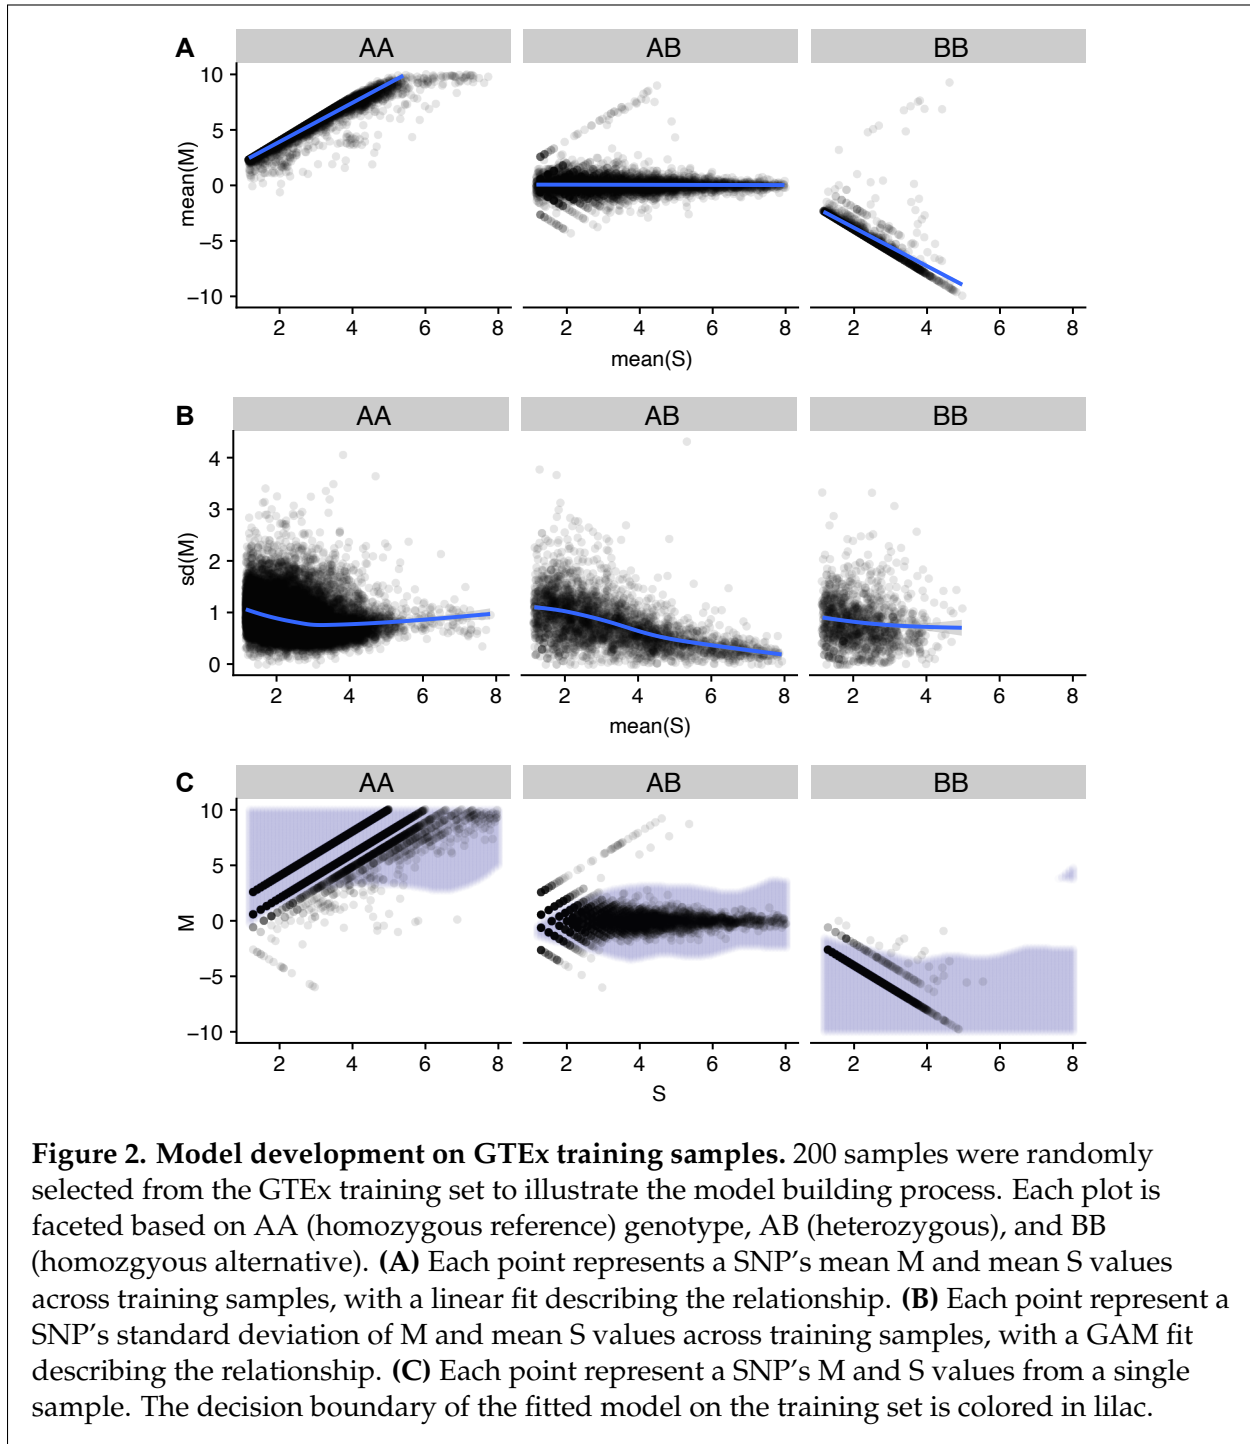 A
AA
AB
BB
10
5
0
−5
−10
mean(M)
2
4
6
8
2
4
6
8
2
4
6
8
mean(S)
B
AA
AB
BB
4
3
2
1
0
sd(M)
2
4
6
8
2
4
6
8
2
4
6
8
mean(S)
C
AA
AB
BB
10
5
0
−5
−10
M
2
4
6
8
2
4
6
8
2
4
6
8
S
Figure 2. Model development on GTEx training samples. 200 samples were randomly
selected from the GTEx training set to illustrate the model building process. Each plot is
faceted based on AA (homozygous reference) genotype, AB (heterozygous), and BB
(homozgyous alternative). (A) Each point represents a SNP's mean M and mean S values
across training samples, with a linear fit describing the relationship. (B) Each point represent a
SNP's standard deviation of M and mean S values across training samples, with a GAM fit
describing the relationship. (C) Each point represent a SNP's M and S values from a single
sample. The decision boundary of the fitted model on the training set is colored in lilac.